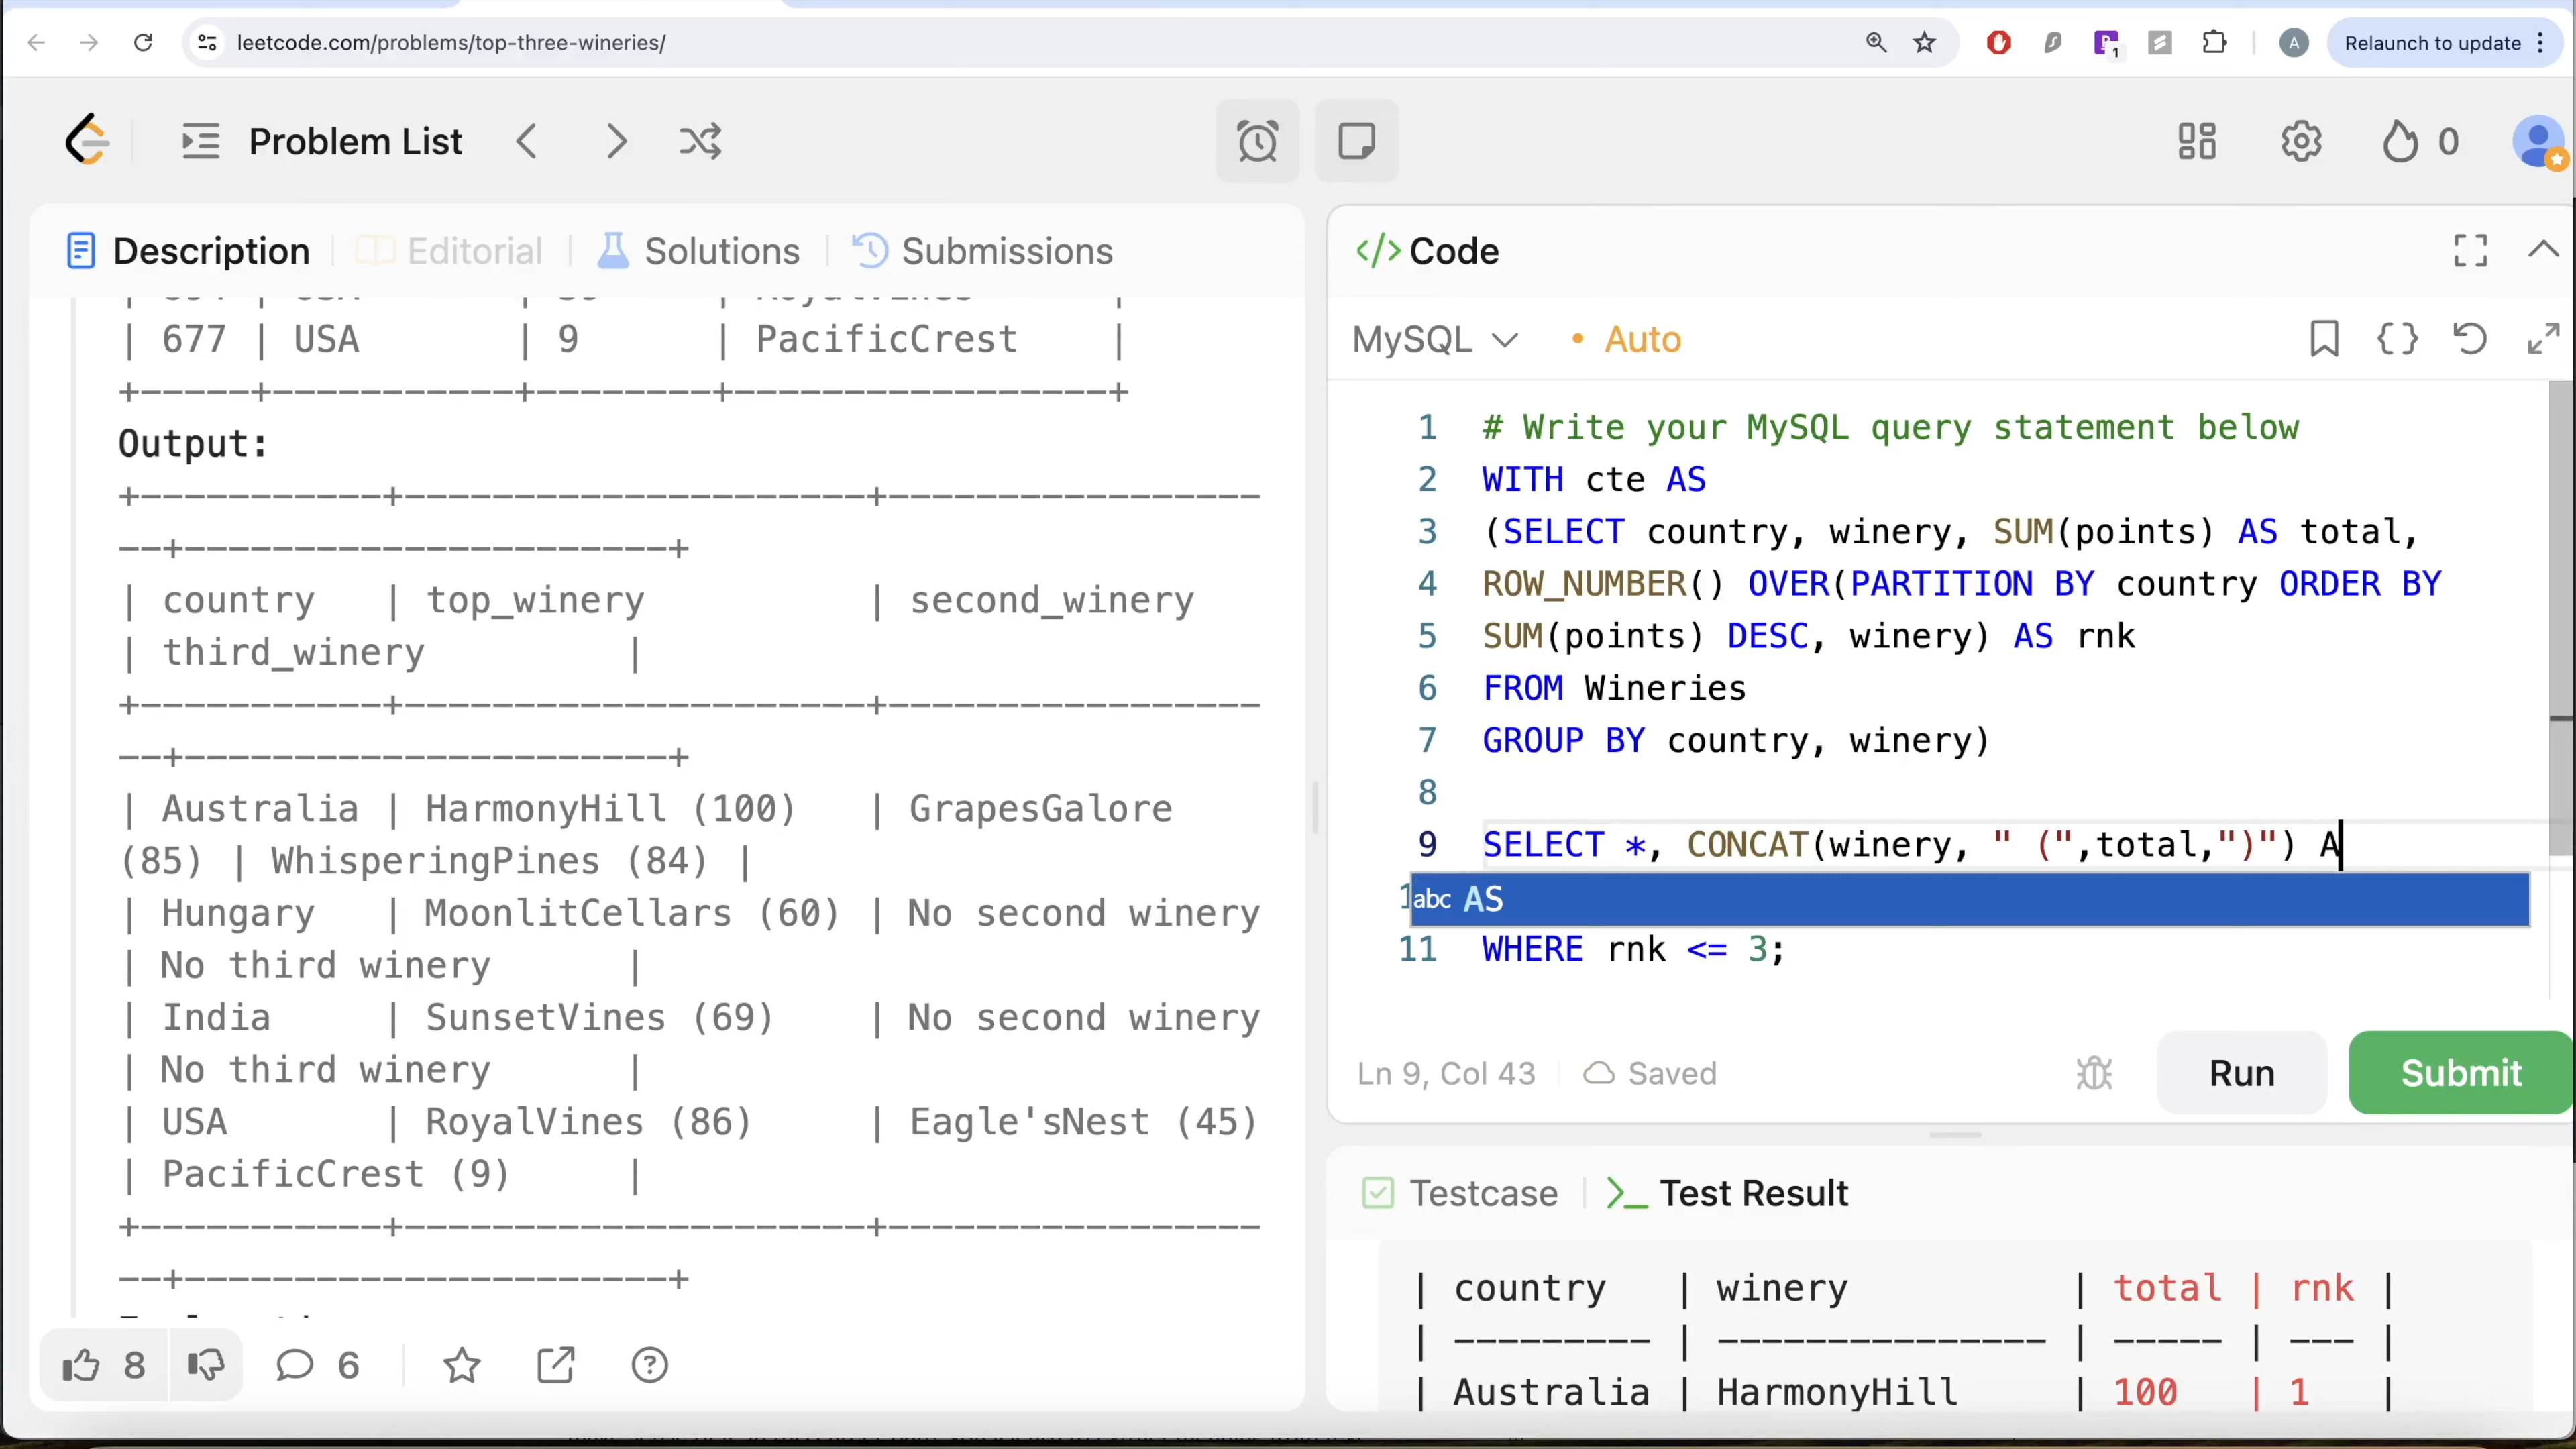 leetcode.com/problems/top-three-wineries/
1
A
Relaunch to update
Problem List
0
Description
Editorial
Solutions
Submissions
| 677 | USA | 9 | PacificCrest |
+-----+-----------+-------+------------------+
Output:
+-----------+---------------------+-----------------
--+----------------------+
| country | top_winery | second_winery
| third_winery |
+-----------+---------------------+-----------------
--+----------------------+
| Australia | HarmonyHill (100) | GrapesGalore
(85) | WhisperingPines (84) |
| Hungary | MoonlitCellars (60) | No second winery
| No third winery |
| India | SunsetVines (69) | No second winery
| No third winery |
| USA | RoyalVines (86) | Eagle'sNest (45)
| PacificCrest (9) |
+-----------+---------------------+-----------------
--+----------------------+
8
6
</> Code
MySQL
• Auto
1 # Write your MySQL query statement below
2 WITH cte AS
3 (SELECT country, winery, SUM(points) AS total,
4 ROW_NUMBER() OVER(PARTITION BY country ORDER BY
5 SUM(points) DESC, winery) AS rnk
6 FROM Wineries
7 GROUP BY country, winery)
8
9 SELECT *, CONCAT(winery, " (",total,")") A
abc AS
11 WHERE rnk <= 3;
Ln 9, Col 43
Saved
Run
Submit
Testcase
>_ Test Result
| country | winery | total | rnk |
| --------- | --------------- | ----- | --- |
| Australia | HarmonyHill | 100 | 1 |